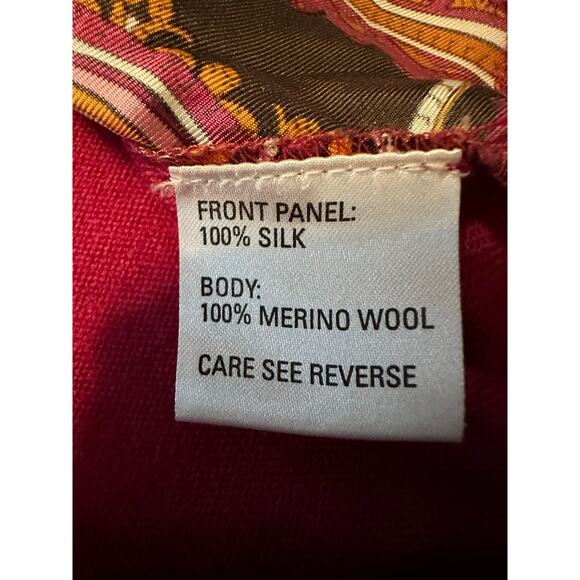 FRONT PANEL:
100% SILK
BODY:
100% MERINO WOOL
CARE SEE REVERSE